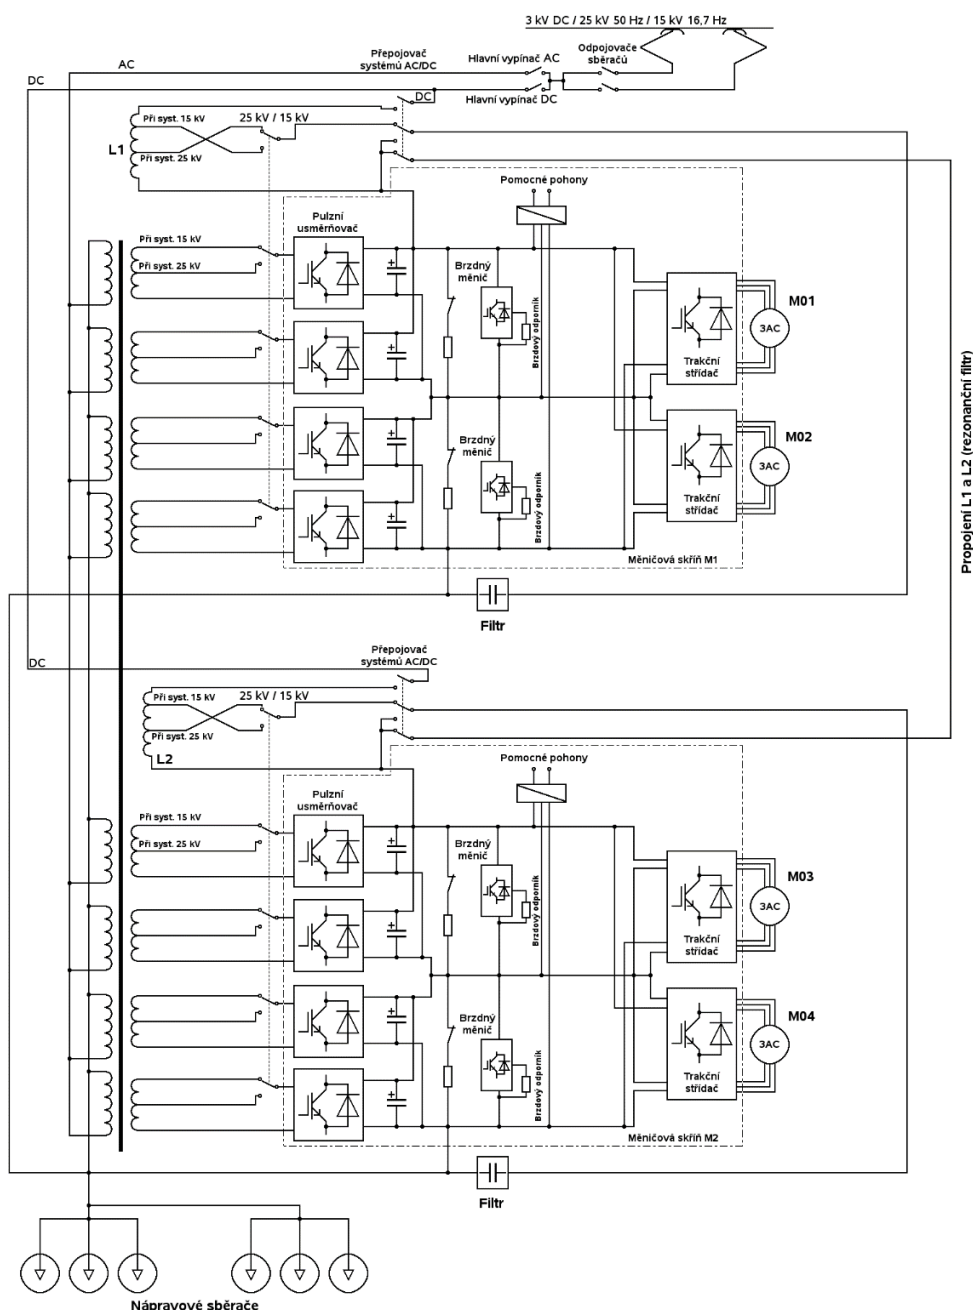 3 kV DC / 25 kV 50 Hz / 15 kV 16,7 Hz
AC
Přepojovač
systémů AC/DC
Hlavní vypínač AC
Odpojovače
sběračů
DC
DC
Hlavní vypínač DC
Při syst. 15 kV
25 kV / 15 kV
L1
Při syst. 25 kV
Pomocné pohony
Pulzní
usměrňovač
Při syst. 15 kV
Při syst. 25 kV
+
Brzdný
měnič
Brzdový odporník
M01
3AC
Trakční
střídač
+
+
Brzdný
měnič
Brzdový odporník
M02
3AC
Trakční
střídač
+
Měničová skříň M1
Propojení L1 a L2 (rezonanční filtr)
Filtr
DC
Přepojovač
systémů AC/DC
Při syst. 15 kV
25 kV / 15 kV
Při syst. 25 kV
L2
Pomocné pohony
Pulzní
usměrňovač
Při syst. 15 kV
Při syst. 25 kV
+
Brzdný
měnič
Brzdový odporník
M03
3AC
Trakční
střídač
+
+
Brzdný
měnič
Brzdový odporník
M04
3AC
Trakční
střídač
+
Měničová skříň M2
Filtr
Nápravové sběrače